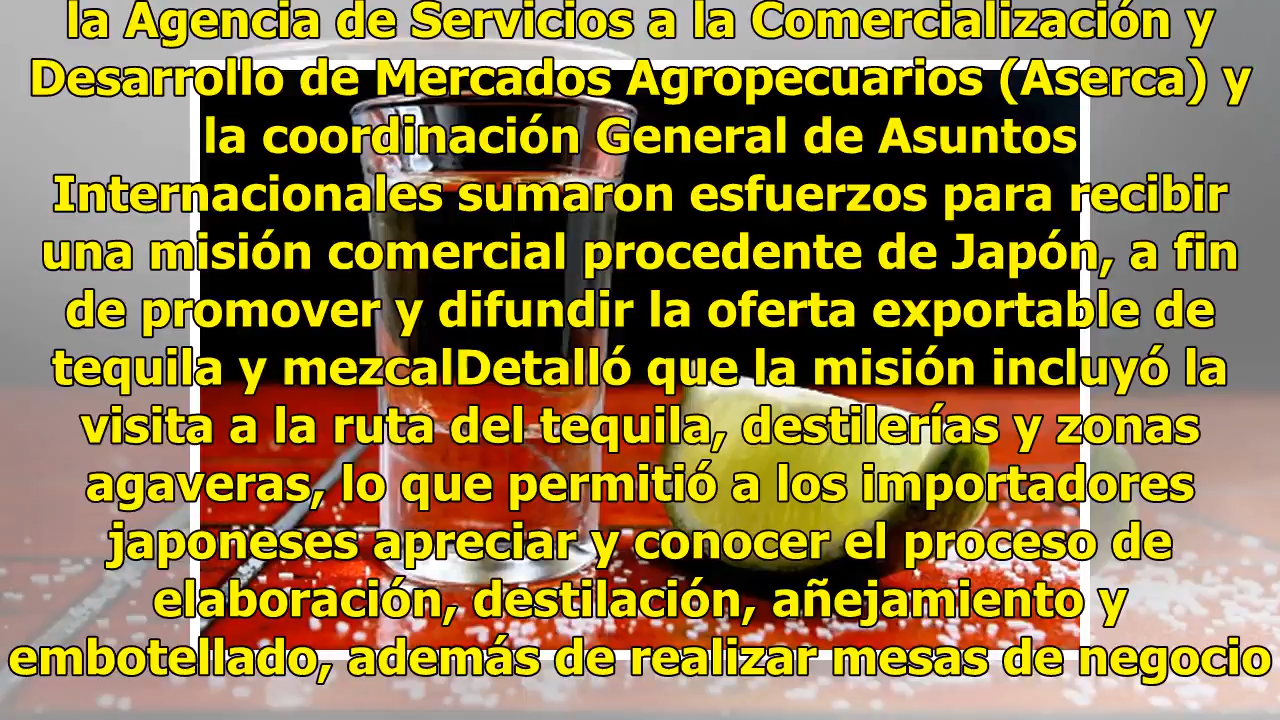 la Agencia de Servicios a la Comercialización y
Desarrollo de Mercados Agropecuarios (Aserca) y
la coordinación General de Asuntos
Internacionales sumaron esfuerzos para recibir
una misión comercial procedente de Japón, a fin
de promover y difundir la oferta exportable de
tequila y mezcalDetalló que la misión incluyó la
visita a la ruta del tequila, destilerías y zonas
agaveras, lo que permitió a los importadores
japoneses apreciar y conocer el proceso de
elaboración, destilación, añejamiento y
embotellado, además de realizar mesas de negocio